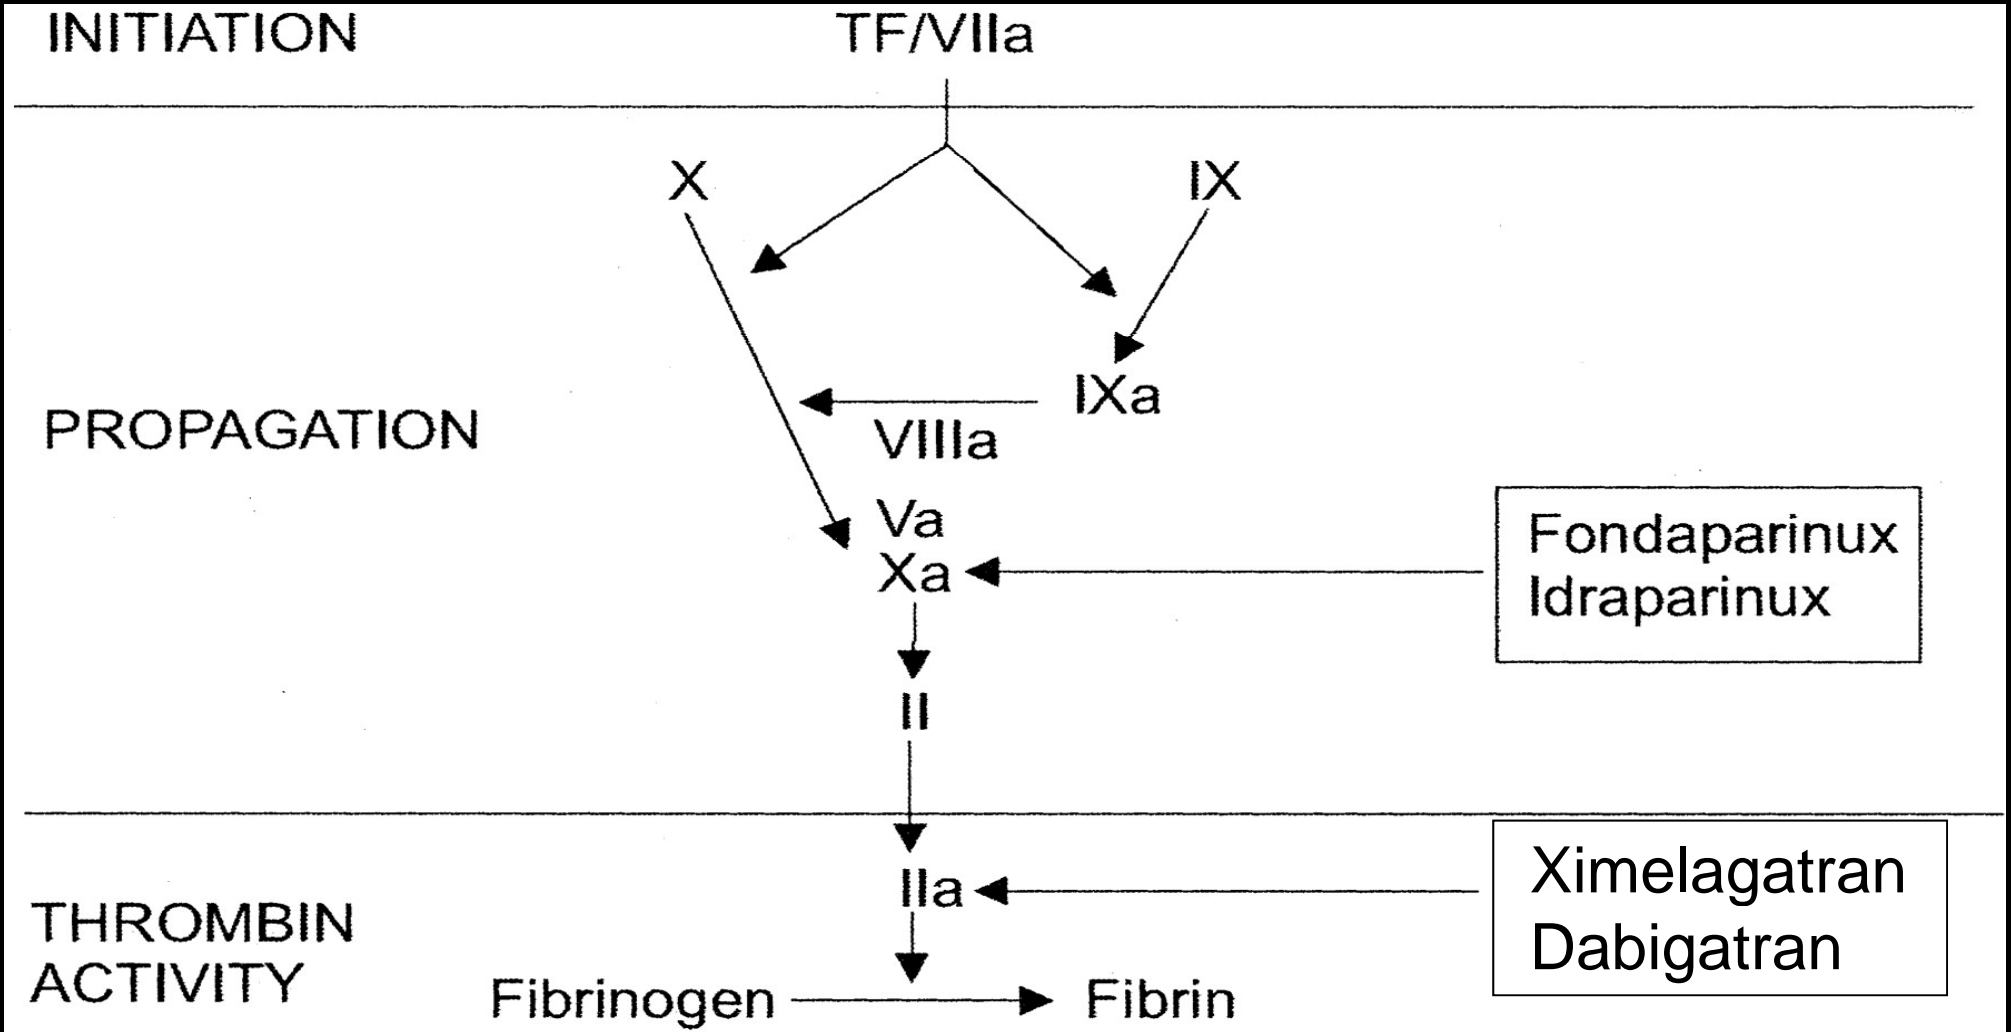 INITIATION
TF/VIIa
X
IX
IXa
PROPAGATION
VIIIa
Va
Xa
Fondaparinux
Idraparinux
II
IIa
Ximelagatran
Dabigatran
THROMBIN
ACTIVITY
Fibrinogen
Fibrin